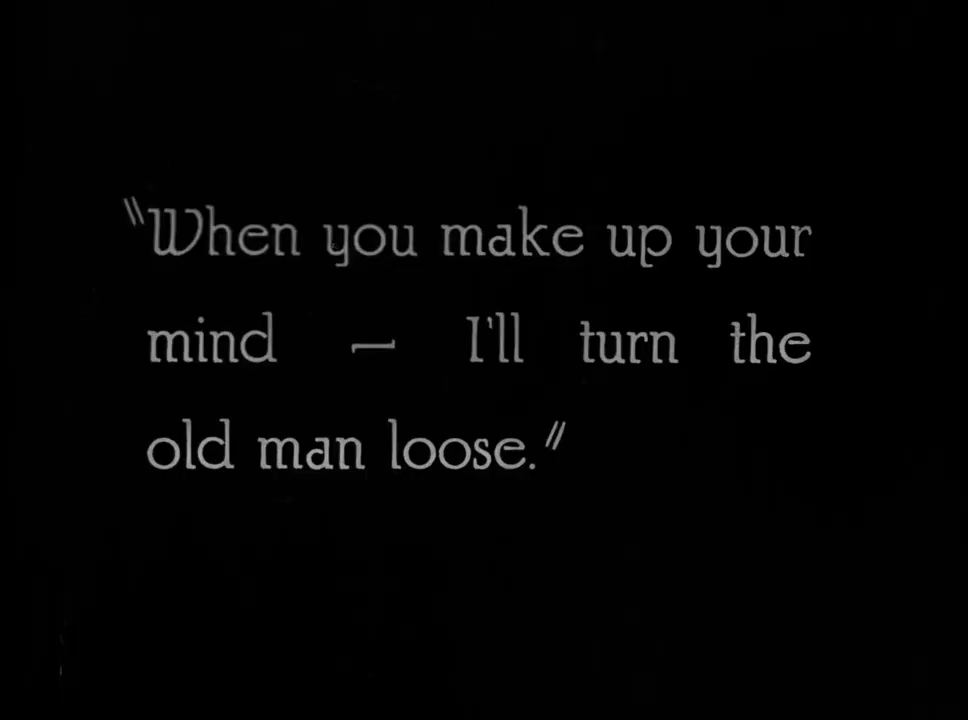 "When you make up your
mind — I'll turn the
old man loose."